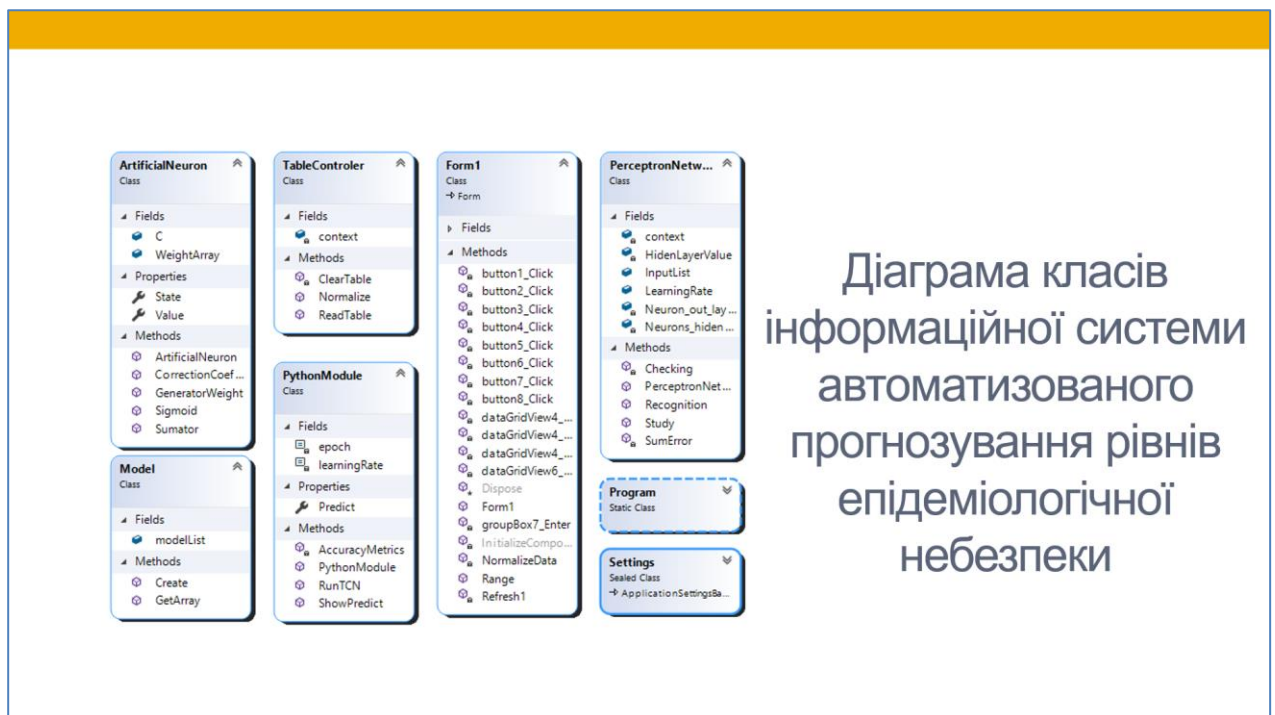 ArtificialNeuron
Class
Fields
C
WeightArray
Properties
State
Value
Methods
ArtificialNeuron
CorrectionCoef...
GeneratorWeight
Sigmoid
Sumator
Model
Class
Fields
modelList
Methods
Create
GetArray
TableControler
Class
Fields
context
Methods
ClearTable
Normalize
ReadTable
PythonModule
Class
Fields
epoch
learningRate
Properties
Predict
Methods
AccuracyMetrics
PythonModule
RunTCN
ShowPredict
Form1
Class
Form
Fields
Methods
button1_Click
button2_Click
button3_Click
button4_Click
button5_Click
button6_Click
button7_Click
button8_Click
dataGridView4_...
dataGridView4_...
dataGridView4_...
dataGridView6_...
Dispose
Form1
groupBox7_Enter
InitializeCompo...
NormalizeData
Range
Refresh1
PerceptronNetw...
Class
Fields
context
HidenLayerValue
InputList
LearningRate
Neuron_out_lay...
Neurons_hiden...
Methods
Checking
PerceptronNet...
Recognition
Study
SumError
Program
Static Class
Settings
Sealed Class
ApplicationSettingsBa...
Діаграма класів
інформаційної системи
автоматизованого
прогнозування рівнів
епідеміологічної
небезпеки